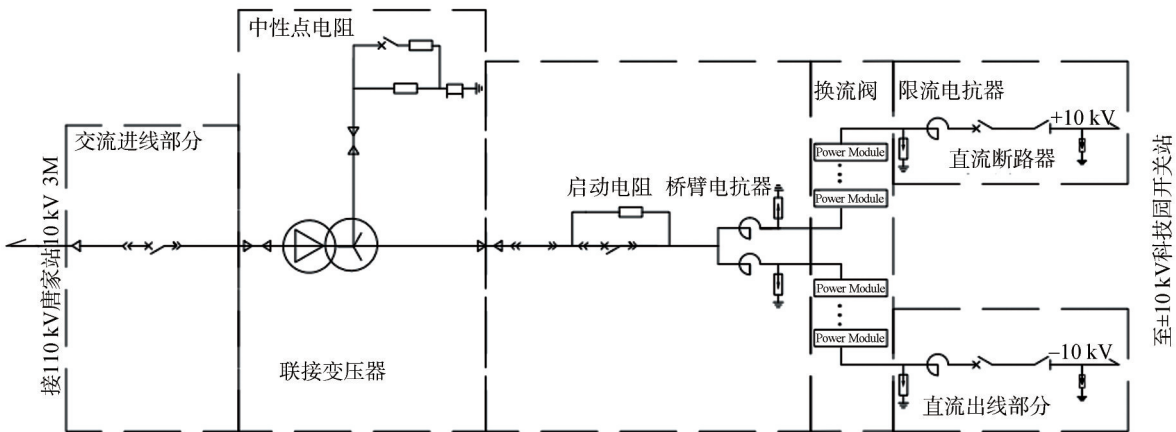 中性点电阻
换流阀
限流电抗器
+10 kV
直流断路器
交流进线部分
启动电阻
桥臂电抗器
Power Module
Power Module
接110 kV唐家站10 kV 3M
至±10 kV科技园开关站
Power Module
Power Module
联接变压器
−10 kV
直流出线部分